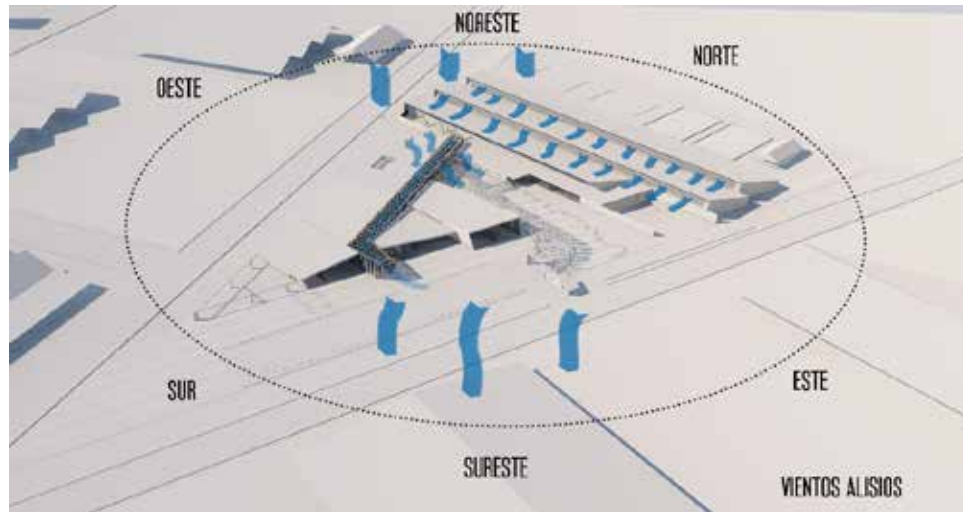 NORESTE
NORTE
OESTE
SUR
ESTE
SURESTE
VIENTOS ALISIOS